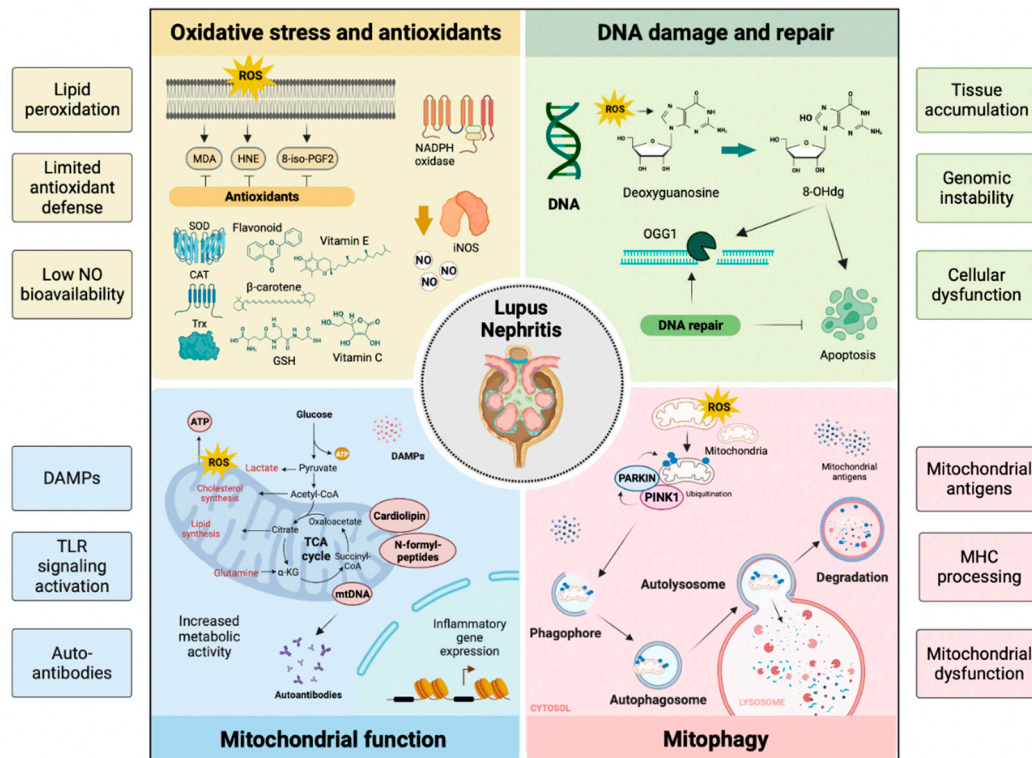 Oxidative stress and antioxidants
DNA damage and repair
Lipid
peroxidation
Limited
antioxidant
defense
Low NO
bioavailability
ROS
MDA
HNE
8-iso-PGF2
Antioxidants
NADPH
oxidase
iNOS
NO
NO
NO
NO
SOD
Flavonoid
Vitamin E
CAT
β-carotene
Trx
GSH
Vitamin C
DNA
ROS
Deoxyguanosine
8-OHdg
OGG1
DNA repair
Apoptosis
Tissue
accumulation
Genomic
instability
Cellular
dysfunction
Lupus
Nephritis
DAMPs
TLR
signaling
activation
Auto-
antibodies
ATP
ROS
Glucose
ATP
DAMPs
Lactate
Pyruvate
Cholesterol
synthesis
Acetyl-CoA
Lipid
synthesis
Citrate
Oxaloacetate
TCA
cycle
Succinyl-
CoA
Glutamine
α-KG
Cardiolipin
N-formyl-
peptides
mtDNA
Increased
metabolic
activity
Autoantibodies
Inflammatory
gene
expression
Mitochondrial function
ROS
Mitochondria
PARKIN
PINK1
Ubiquitination
Mitochondrial
antigens
Phagophore
Autophagosome
Autolysosome
Degradation
CYTOSOL
LYSOSOME
Mitophagy
Mitochondrial
antigens
MHC
processing
Mitochondrial
dysfunction